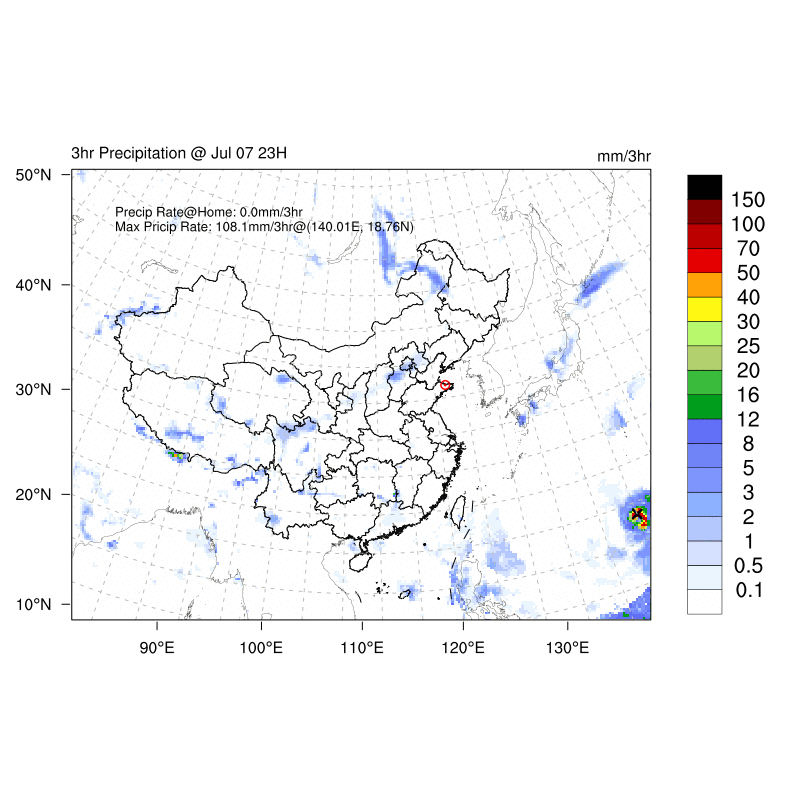 3hr Precipitation @ Jul 07 23H
mm/3hr
Precip Rate@Home: 0.0mm/3hr
Max Pricip Rate: 108.1mm/3hr@(140.01E, 18.76N)
50°N
40°N
30°N
20°N
10°N
90°E
100°E
110°E
120°E
130°E
150
100
70
50
40
30
25
20
16
12
8
5
3
2
1
0.5
0.1